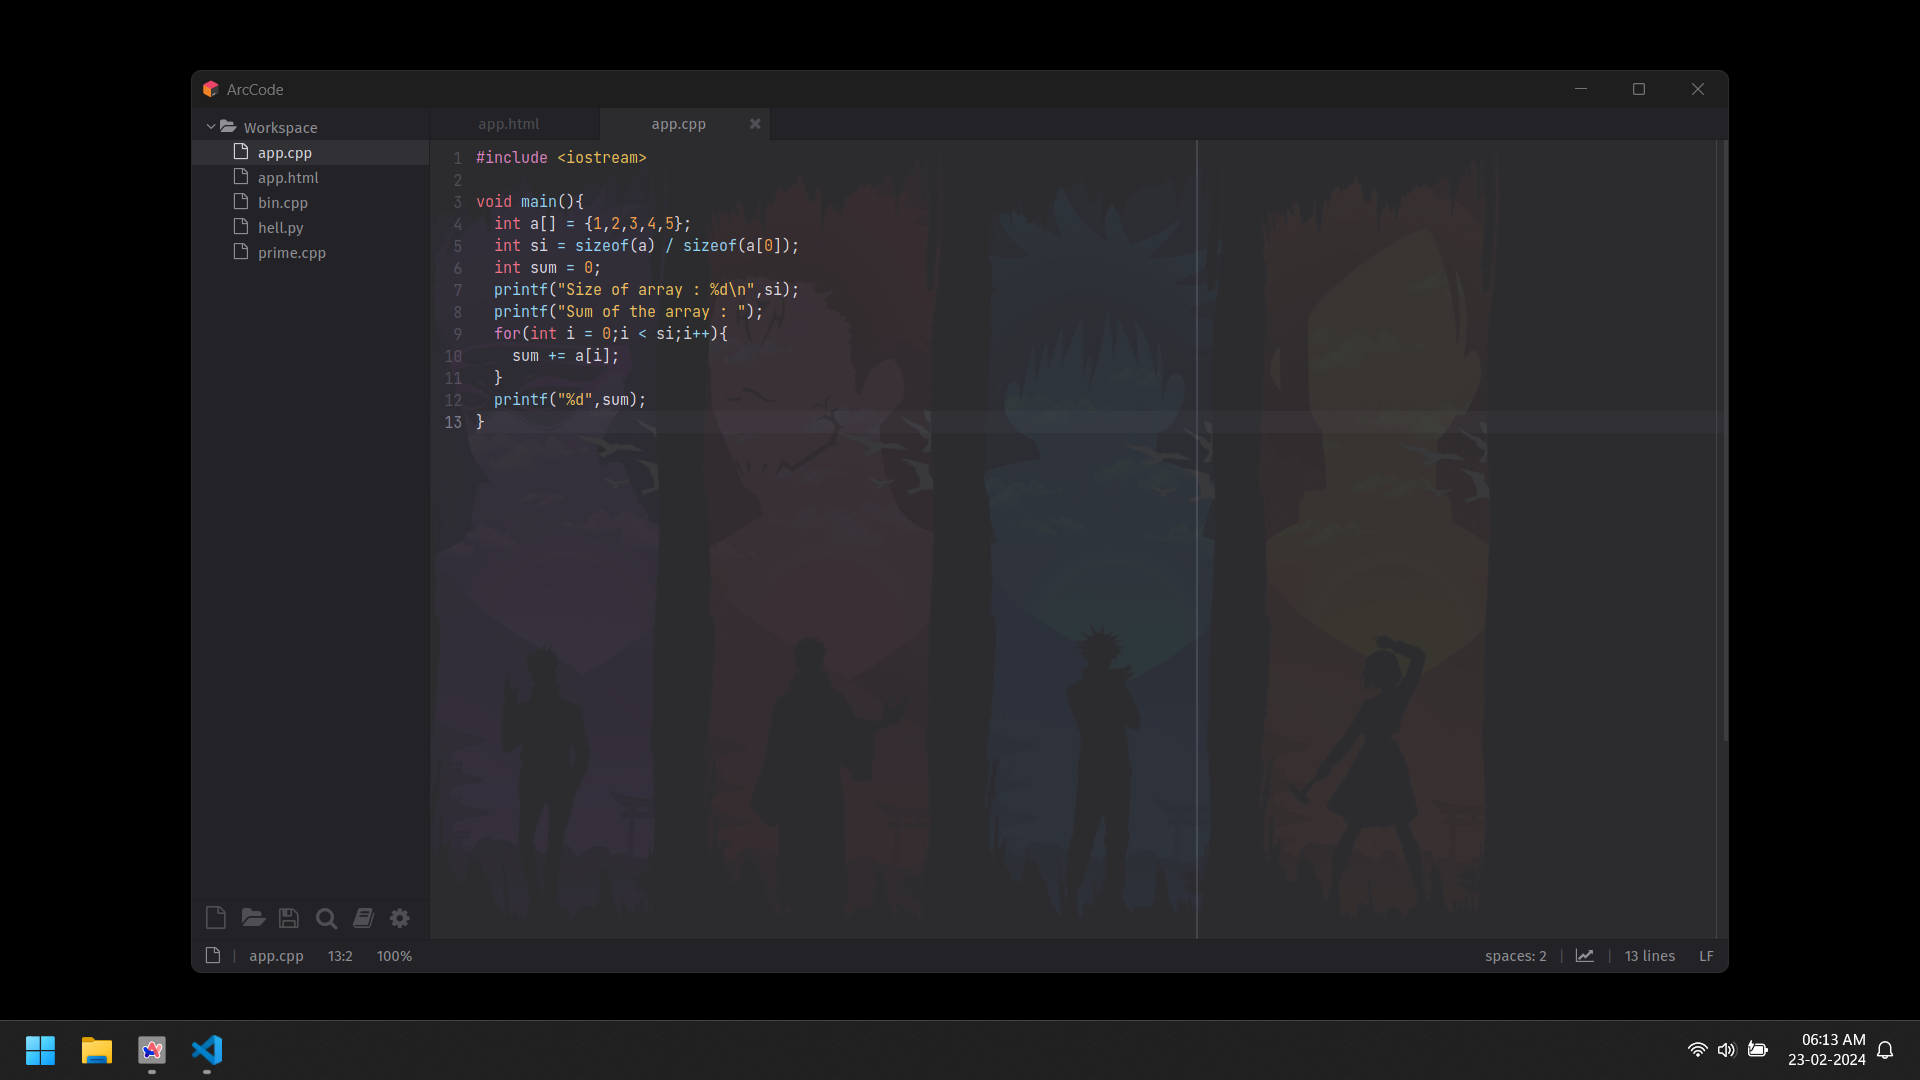 ArcCode
Workspace
app.cpp
app.html
bin.cpp
hell.py
prime.cpp
app.html
app.cpp
1 #include <iostream>
2
3 void main(){
4   int a[] = {1,2,3,4,5};
5   int si = sizeof(a) / sizeof(a[0]);
6   int sum = 0;
7   printf("Size of array : %d\n",si);
8   printf("Sum of the array : ");
9   for(int i = 0;i < si;i++){
10     sum += a[i];
11   }
12   printf("%d",sum);
13 }
app.cpp 13:2 100%
spaces: 2 | | 13 lines LF
06:13 AM
23-02-2024